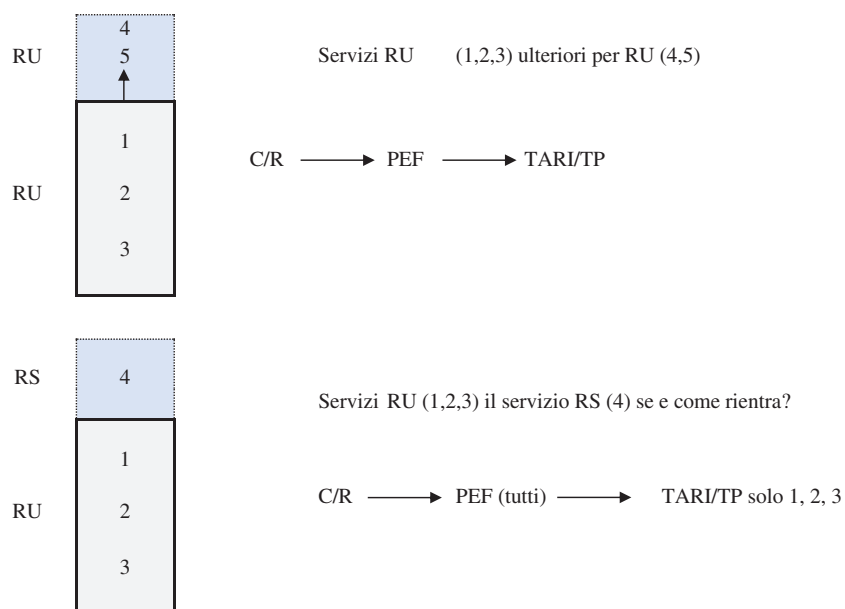 4
RU 5 Servizi RU (1,2,3) ulteriori per RU (4,5)
1
C/R PEF TARI/TP
RU 2
3
RS 4
Servizi RU (1,2,3) il servizio RS (4) se e come rientra?
1
C/R PEF (tutti) TARI/TP solo 1, 2, 3
RU 2
3